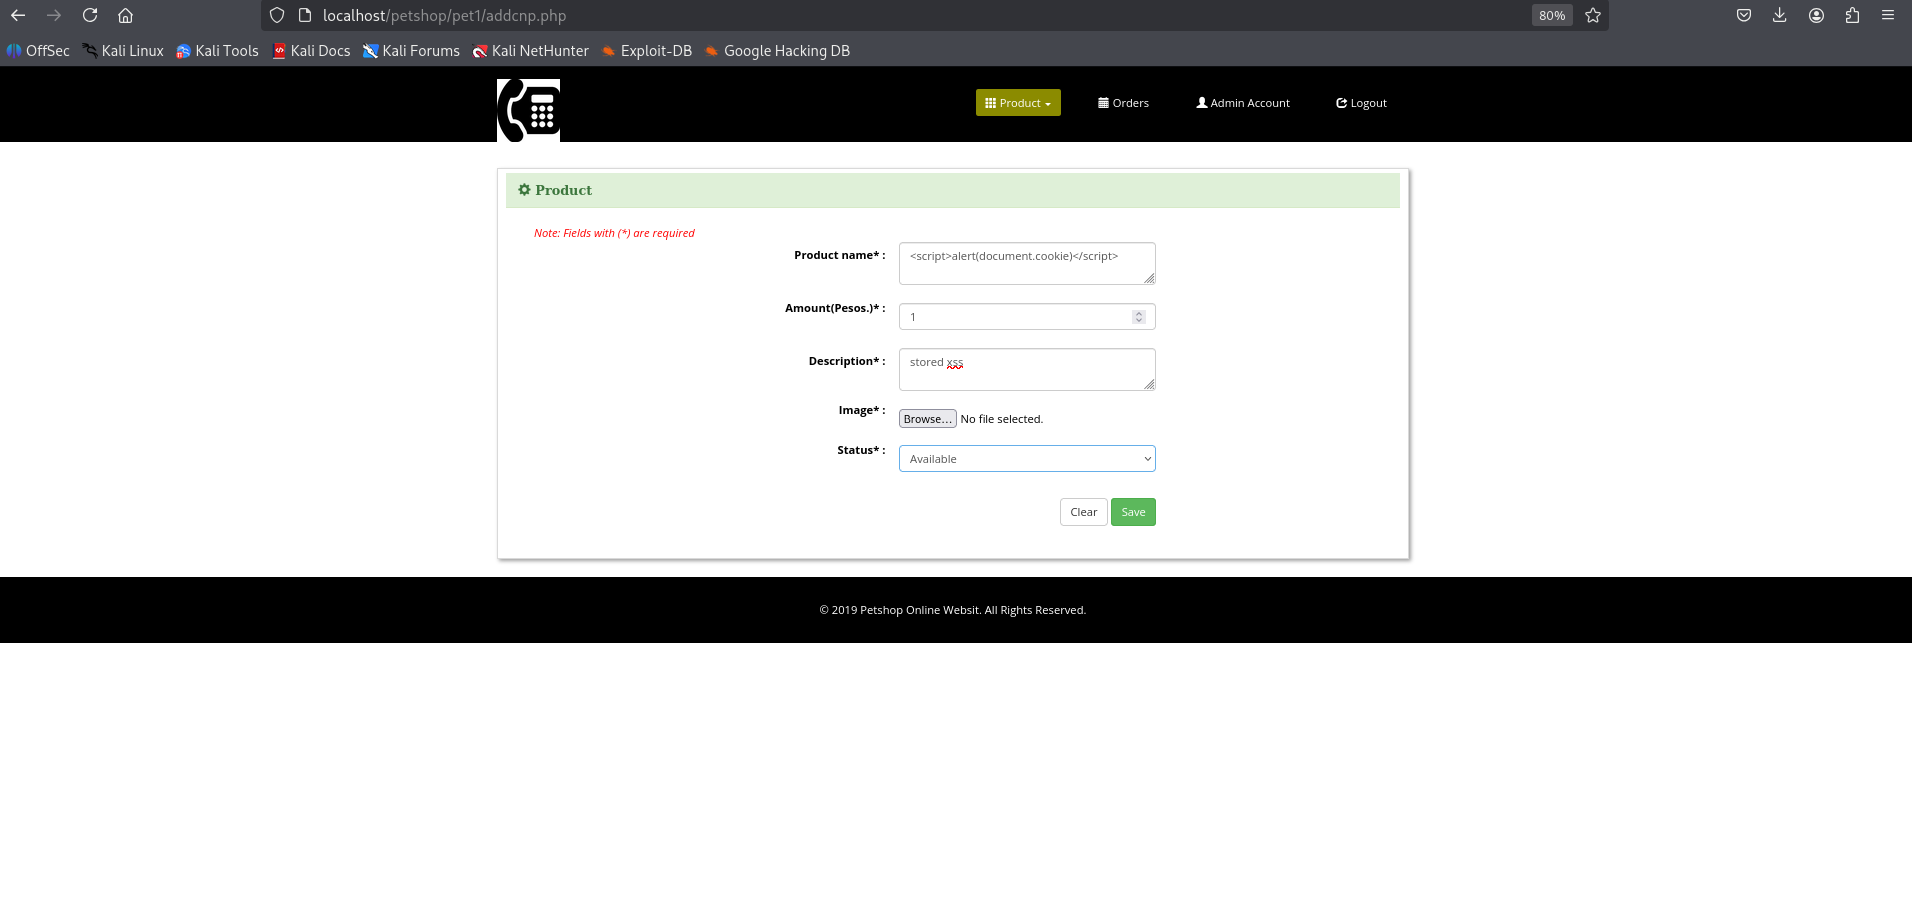 localhost/petshop/pet1/addcnp.php
80%
OffSec Kali Linux Kali Tools Kali Docs Kali Forums Kali NetHunter Exploit-DB Google Hacking DB
Product Orders Admin Account Logout
Product
Note: Fields with (*) are required
Product name* : <script>alert(document.cookie)</script>
Amount(Pesos.)* : 1
Description* : stored xss
Image* : Browse... No file selected.
Status* : Available
Clear Save
© 2019 Petshop Online Websit. All Rights Reserved.